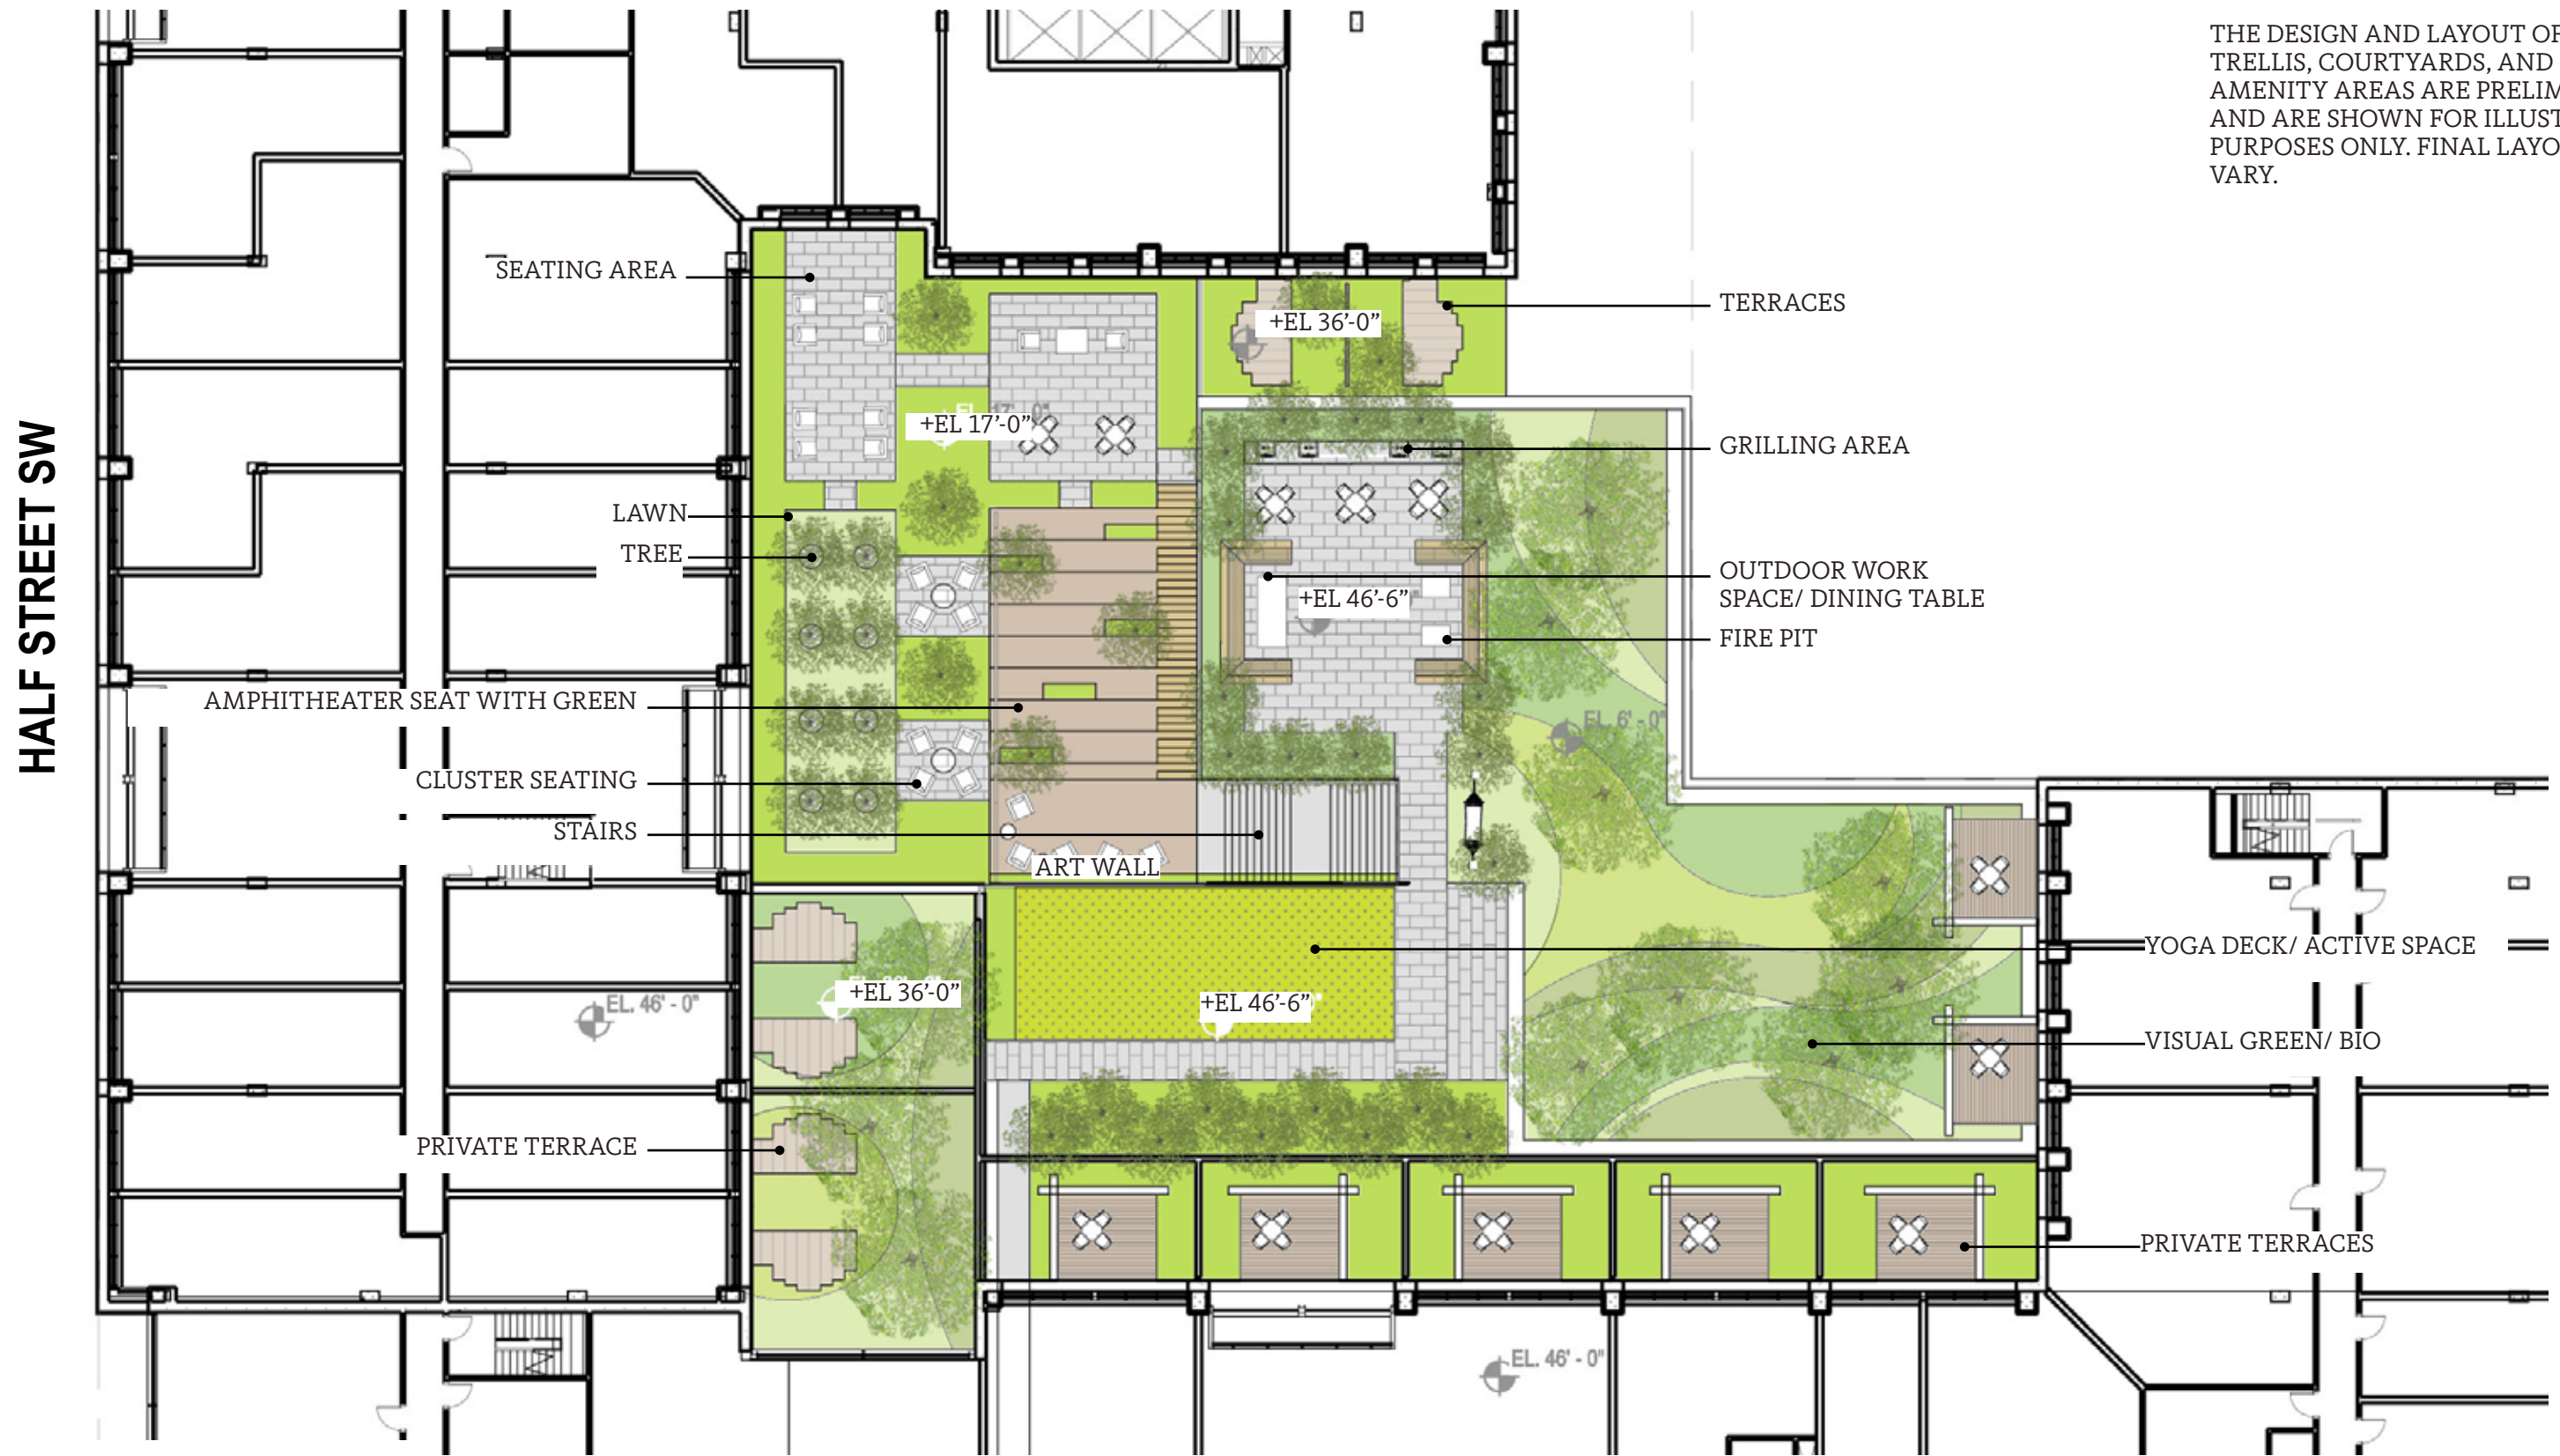 THE DESIGN AND LAYOUT OF
TRELLIS, COURTYARDS, AND
AMENITY AREAS ARE PRELIM
AND ARE SHOWN FOR ILLUST
PURPOSES ONLY. FINAL LAYO
VARY.
HALF STREET SW
SEATING AREA
TERRACES
+EL 36'-0"
+EL 17'-0"
GRILLING AREA
LAWN
TREE
OUTDOOR WORK
SPACE/ DINING TABLE
+EL 46'-6"
FIRE PIT
AMPHITHEATER SEAT WITH GREEN
EL. 6' - 0"
CLUSTER SEATING
STAIRS
ART WALL
YOGA DECK/ ACTIVE SPACE
+EL 36'-0"
+EL 46'-6"
EL. 46' - 0"
VISUAL GREEN/ BIO
PRIVATE TERRACE
PRIVATE TERRACES
EL. 46' - 0"